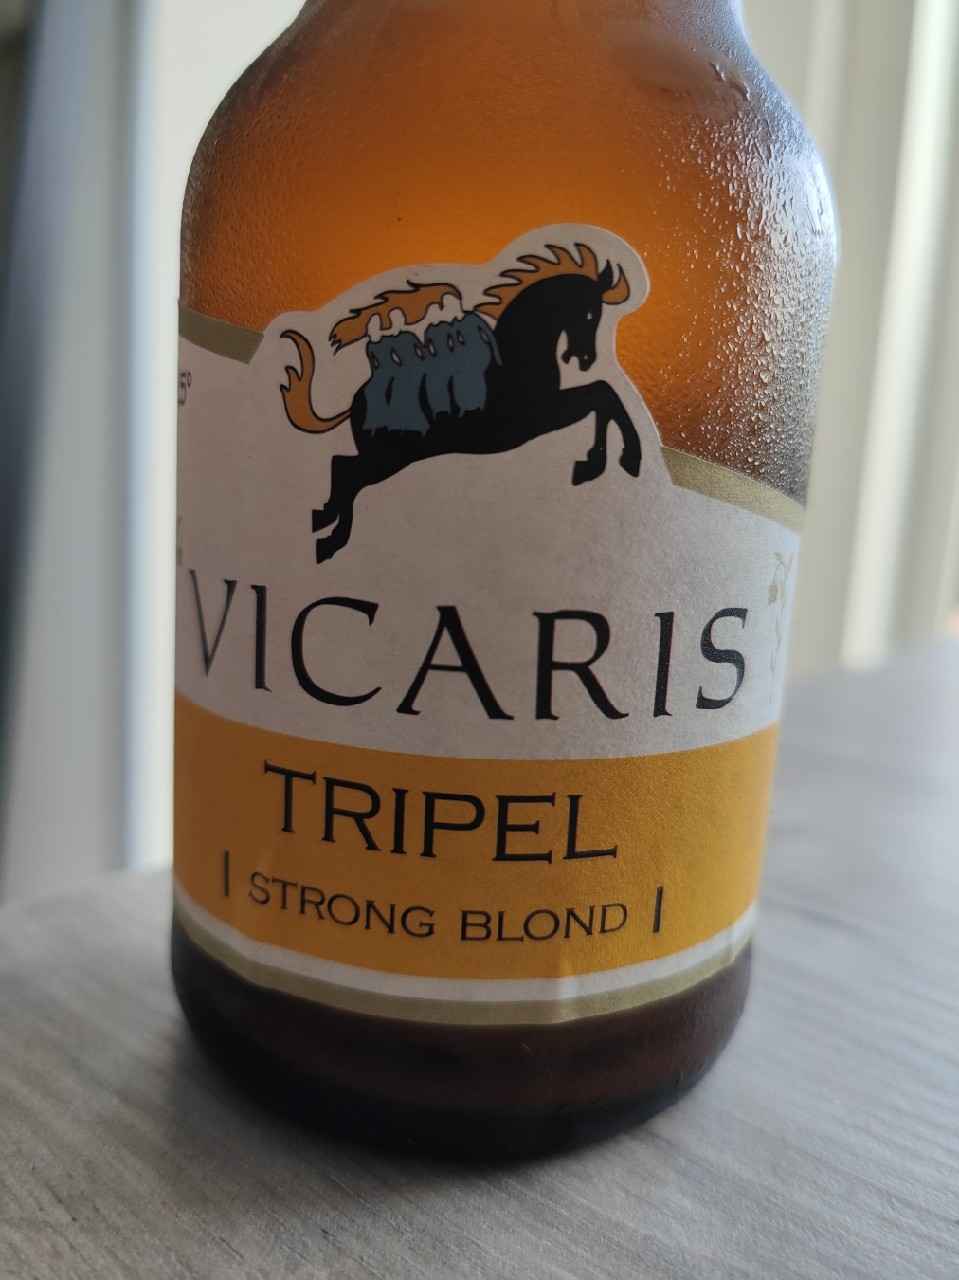 VICARIS
TRIPEL
| STRONG BLOND |